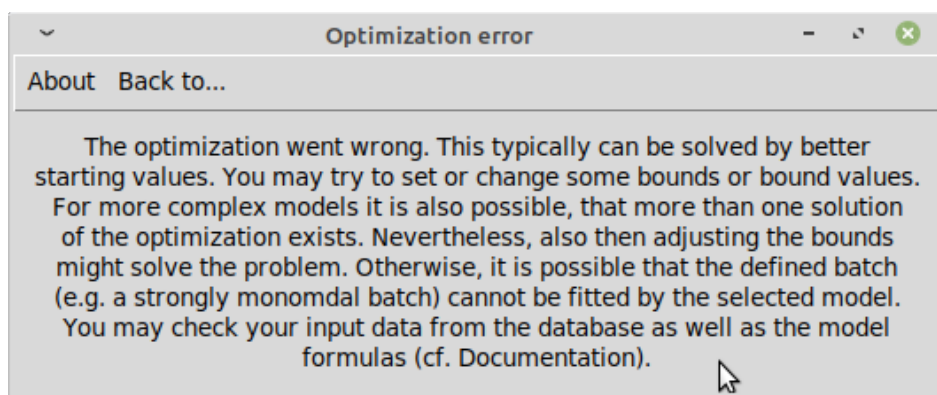 Optimization error
About Back to...
The optimization went wrong. This typically can be solved by better
starting values. You may try to set or change some bounds or bound values.
For more complex models it is also possible, that more than one solution
of the optimization exists. Nevertheless, also then adjusting the bounds
might solve the problem. Otherwise, it is possible that the defined batch
(e.g. a strongly monomdal batch) cannot be fitted by the selected model.
You may check your input data from the database as well as the model
formulas (cf. Documentation).